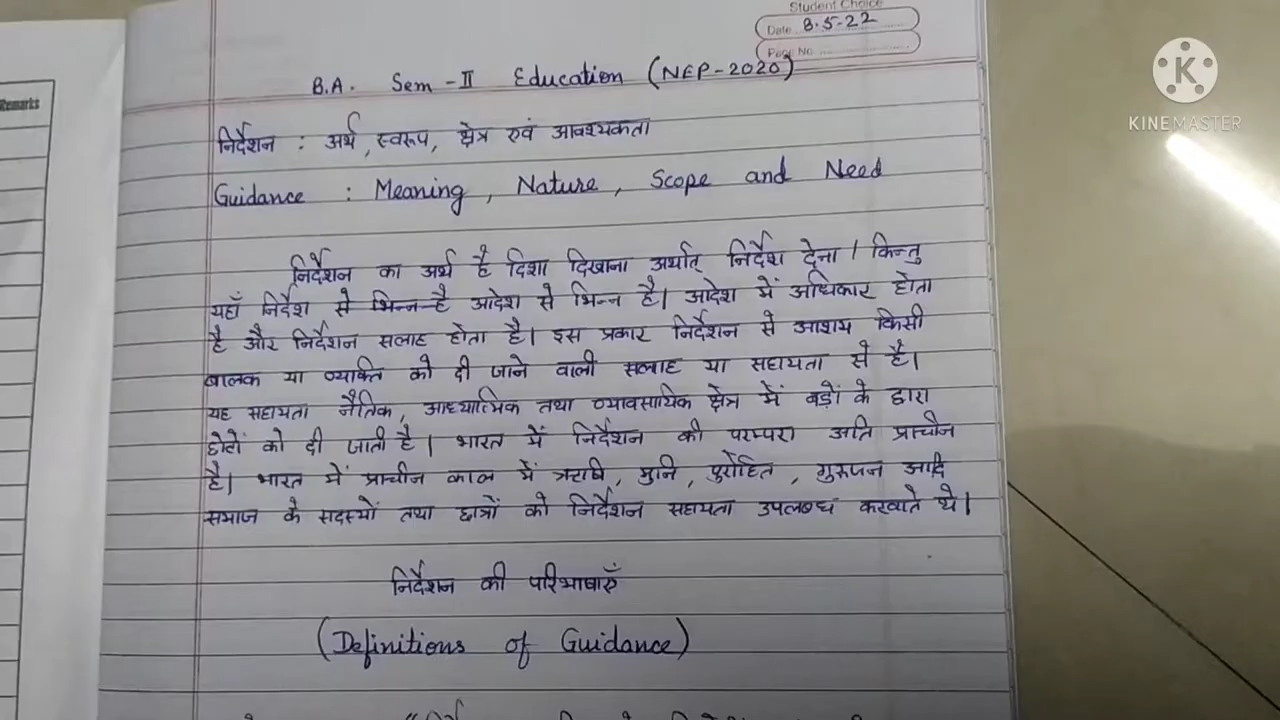 Student Choice
Date 8-5-22
Page No.
B.A. Sem-II Education (NEP-2020)
Remarks
KINEMASTER
निर्देशन : अर्थ, स्वरूप, क्षेत्र एवं आवश्यकता
Guidance : Meaning, Nature, Scope and Need
निर्देशन का अर्थ है दिशा दिखाना अर्थात् निर्देश देना। किन्तु
यहाँ निर्देश से भिन्न है आदेश से भिन्न है। आदेश में अधिकार होता
है और निर्देशन सलाह होता है। इस प्रकार निर्देशन से आशय किसी
बालक या व्यक्ति को दी जाने वाली सलाह या सहायता से है।
यह सहायता नैतिक, आध्यात्मिक तथा व्यावसायिक क्षेत्र में बड़ों के द्वारा
छोटों को दी जाती है। भारत में निर्देशन की परम्परा अति प्राचीन
है। भारत में प्राचीन काल में ऋषि, मुनि, पुरोहित, गुरुजन आदि
समाज के सदस्यों तथा छात्रों को निर्देशन सहायता उपलब्ध करवाते थे।
निर्देशन की परिभाषाएँ
(Definitions of Guidance)